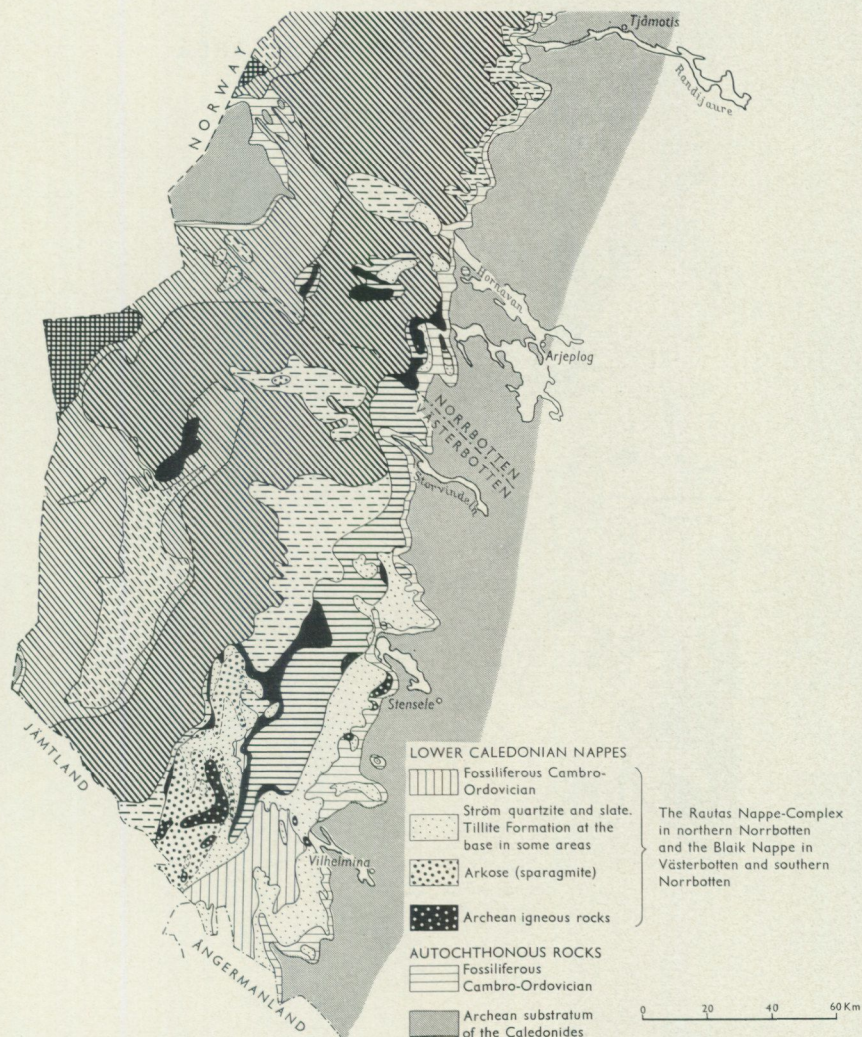 Tjåmotis
Randijaure
NORWAY
Hornavan
Arjeplog
NORRBOTTEN
VÄSTERBOTTEN
Storvindeln
Stensele
JÄMTLAND
Vilhelmina
ÅNGERMANLAND
LOWER CALEDONIAN NAPPES
Fossiliferous Cambro-
Ordovician
Ström quartzite and slate.
Tillite Formation at the
base in some areas
Arkose (sparagmite)
Archean igneous rocks
The Rautas Nappe-Complex
in northern Norrbotten
and the Blaik Nappe in
Västerbotten and southern
Norrbotten
AUTOCHTHONOUS ROCKS
Fossiliferous
Cambro-Ordovician
Archean substratum
of the Caledonides
0 20 40 60 Km